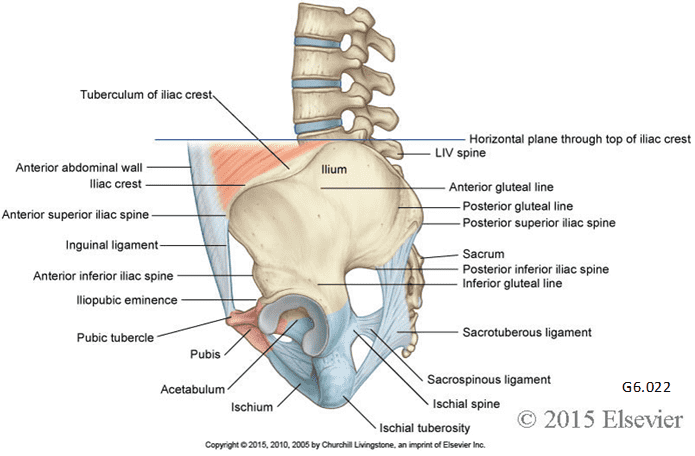 Tuberculum of iliac crest
Horizontal plane through top of iliac crest
LIV spine
Anterior abdominal wall
Ilium
Iliac crest
Anterior gluteal line
Posterior gluteal line
Anterior superior iliac spine
Posterior superior iliac spine
Inguinal ligament
Sacrum
Anterior inferior iliac spine
Posterior inferior iliac spine
Inferior gluteal line
Iliopubic eminence
Pubic tubercle
Sacrotuberous ligament
Pubis
Acetabulum
Sacrospinous ligament
G6.022
Ischium
Ischial spine
© 2015 Elsevier
Ischial tuberosity
Copyright © 2015, 2010, 2005 by Churchill Livingstone, an imprint of Elsevier Inc.